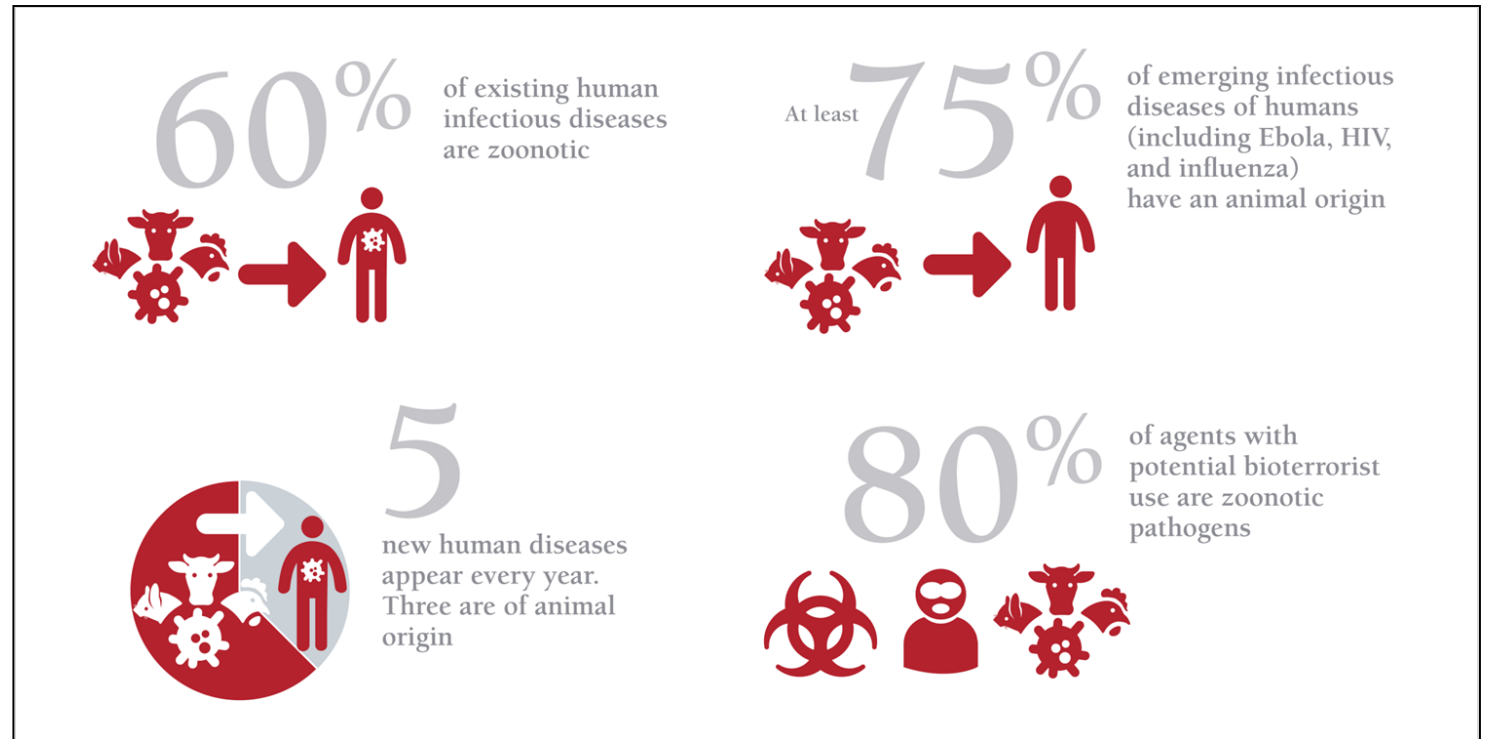 60%
of existing human
infectious diseases
are zoonotic
At least 75%
of emerging infectious
diseases of humans
(including Ebola, HIV,
and influenza)
have an animal origin
5
new human diseases
appear every year.
Three are of animal
origin
80%
of agents with
potential bioterrorist
use are zoonotic
pathogens